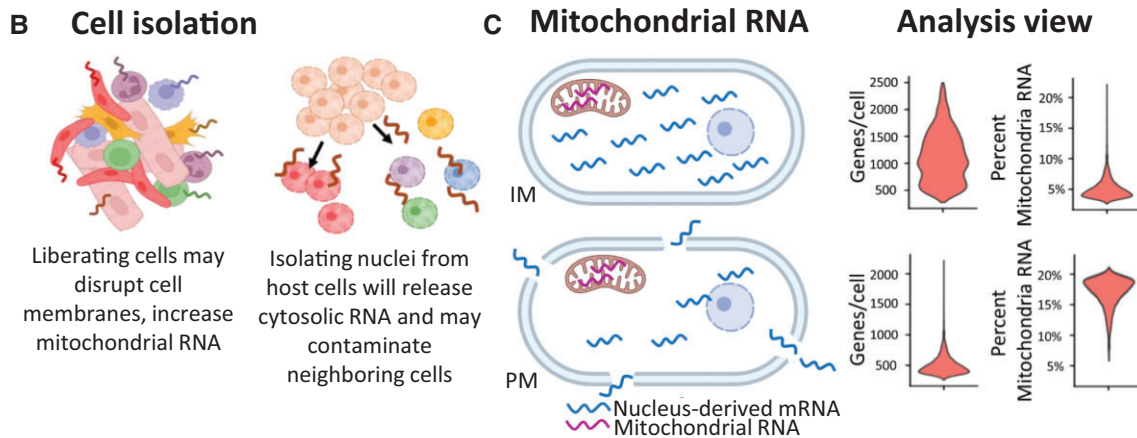 B Cell isolation
Liberating cells may
disrupt cell
membranes, increase
mitochondrial RNA
Isolating nuclei from
host cells will release
cytosolic RNA and may
contaminate
neighboring cells
C Mitochondrial RNA
IM
PM
Nucleus-derived mRNA
Mitochondrial RNA
Analysis view
Genes/cell
2500
2000
1500
1000
500
Percent
Mitochondria RNA
20%
15%
10%
5%
Genes/cell
2000
1500
1000
500
Percent
Mitochondria RNA
20%
15%
10%
5%